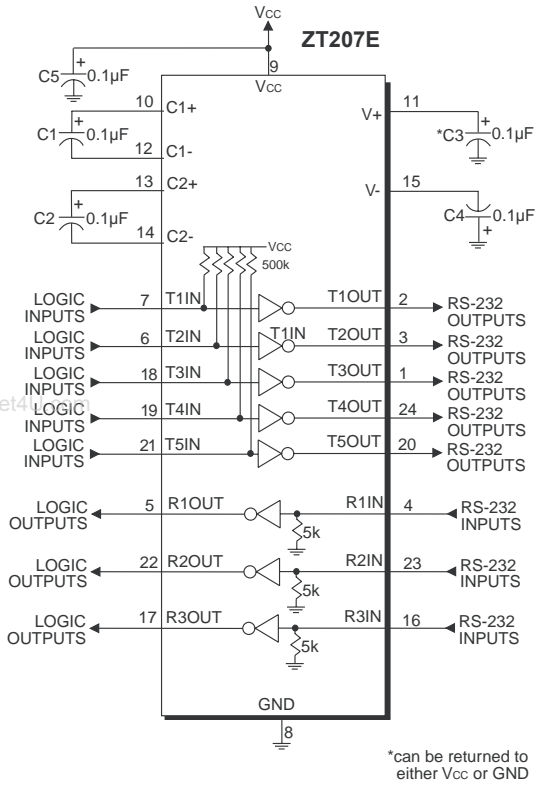 Vcc
ZT207E
9
Vcc
C5 + 0.1µF
10 C1+
C1 + 0.1µF
12 C1-
13 C2+
C2 0.1µF
14 C2-
V+ 11
+
*C3 0.1µF
V- 15
C4 0.1µF
+
Vcc
500k
LOGIC INPUTS 7 T1IN T1OUT 2 RS-232 OUTPUTS
LOGIC INPUTS 6 T2IN T1IN T2OUT 3 RS-232 OUTPUTS
LOGIC INPUTS 18 T3IN T3OUT 1 RS-232 OUTPUTS
et4U.com
LOGIC INPUTS 19 T4IN T4OUT 24 RS-232 OUTPUTS
LOGIC INPUTS 21 T5IN T5OUT 20 RS-232 OUTPUTS
LOGIC OUTPUTS 5 R1OUT R1IN 4 RS-232 INPUTS
5k
LOGIC OUTPUTS 22 R2OUT R2IN 23 RS-232 INPUTS
5k
LOGIC OUTPUTS 17 R3OUT R3IN 16 RS-232 INPUTS
5k
GND
8
*can be returned to
either Vcc or GND